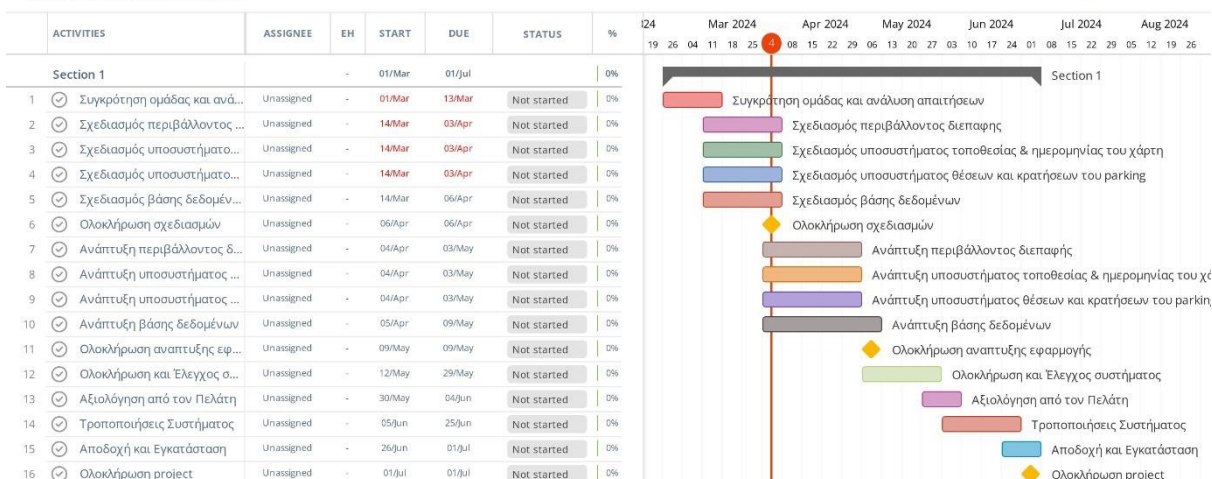 ACTIVITIES ASSIGNEE EH START DUE STATUS %
24 Mar 2024 Apr 2024 May 2024 Jun 2024 Jul 2024 Aug 2024
19 26 04 11 18 25 4 08 15 22 29 06 13 20 27 03 10 17 24 01 08 15 22 29 05 12 19 26
Section 1 - 01/Mar 01/Jul 0% Section 1
1 Συγκρότηση ομάδας και ανά... Unassigned - 01/Mar 13/Mar Not started 0% Συγκρότηση ομάδας και ανάλυση απαιτήσεων
2 Σχεδιασμός περιβάλλοντος ... Unassigned - 14/Mar 03/Apr Not started 0% Σχεδιασμός περιβάλλοντος διεπαφης
3 Σχεδιασμός υποσυστήματο... Unassigned - 14/Mar 03/Apr Not started 0% Σχεδιασμός υποσυστήματος τοποθεσίας & ημερομηνίας του χάρτη
4 Σχεδιασμός υποσυστήματο... Unassigned - 14/Mar 03/Apr Not started 0% Σχεδιασμός υποσυστήματος θέσεων και κρατήσεων του parking
5 Σχεδιασμός βάσης δεδομέν... Unassigned - 14/Mar 06/Apr Not started 0% Σχεδιασμός βάσης δεδομένων
6 Ολοκλήρωση σχεδιασμών Unassigned - 06/Apr 06/Apr Not started 0% Ολοκλήρωση σχεδιασμών
7 Ανάπτυξη περιβάλλοντος δ... Unassigned - 04/Apr 03/May Not started 0% Ανάπτυξη περιβάλλοντος διεπαφής
8 Ανάπτυξη υποσυστήματος ... Unassigned - 04/Apr 03/May Not started 0% Ανάπτυξη υποσυστήματος τοποθεσίας & ημερομηνίας του χά
9 Ανάπτυξη υποσυστήματος ... Unassigned - 04/Apr 03/May Not started 0% Ανάπτυξη υποσυστήματος θέσεων και κρατήσεων του parking
10 Ανάπτυξη βάσης δεδομένων Unassigned - 05/Apr 09/May Not started 0% Ανάπτυξη βάσης δεδομένων
11 Ολοκλήρωση αναπτυξης εφ... Unassigned - 09/May 09/May Not started 0% Ολοκλήρωση αναπτυξης εφαρμογής
12 Ολοκλήρωση και Έλεγχος σ... Unassigned - 12/May 29/May Not started 0% Ολοκλήρωση και Έλεγχος συστήματος
13 Αξιολόγηση από τον Πελάτη Unassigned - 30/May 04/Jun Not started 0% Αξιολόγηση από τον Πελάτη
14 Τροποποιήσεις Συστήματος Unassigned - 05/Jun 25/Jun Not started 0% Τροποποιήσεις Συστήματος
15 Αποδοχή και Εγκατάσταση Unassigned - 26/Jun 01/Jul Not started 0% Αποδοχή και Εγκατάσταση
16 Ολοκλήρωση project Unassigned - 01/Jul 01/Jul Not started 0% Ολοκλήρωση project